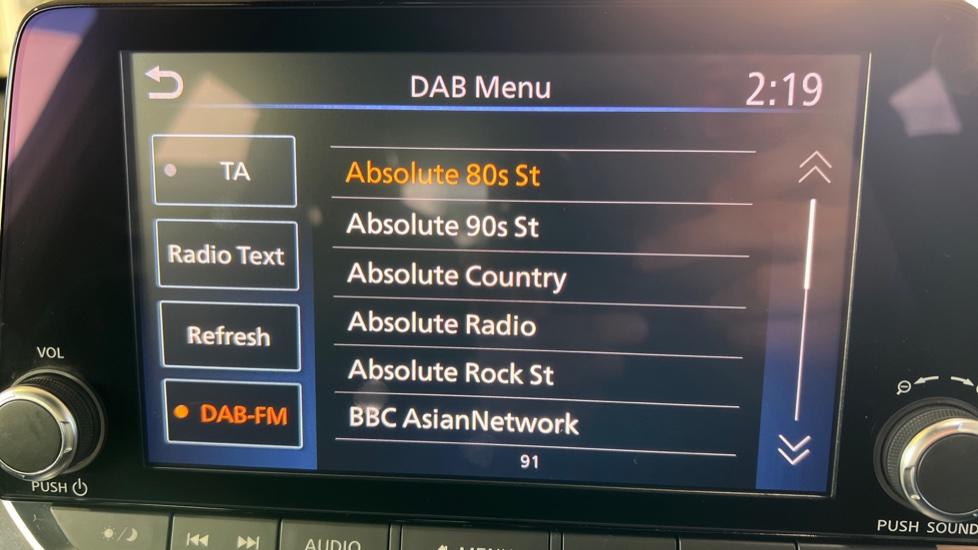 DAB Menu
2:19
TA
Radio Text
Refresh
DAB-FM
Absolute 80s St
Absolute 90s St
Absolute Country
Absolute Radio
Absolute Rock St
BBC AsianNetwork
91
VOL
PUSH
PUSH SOUND
AUDIO
MENU